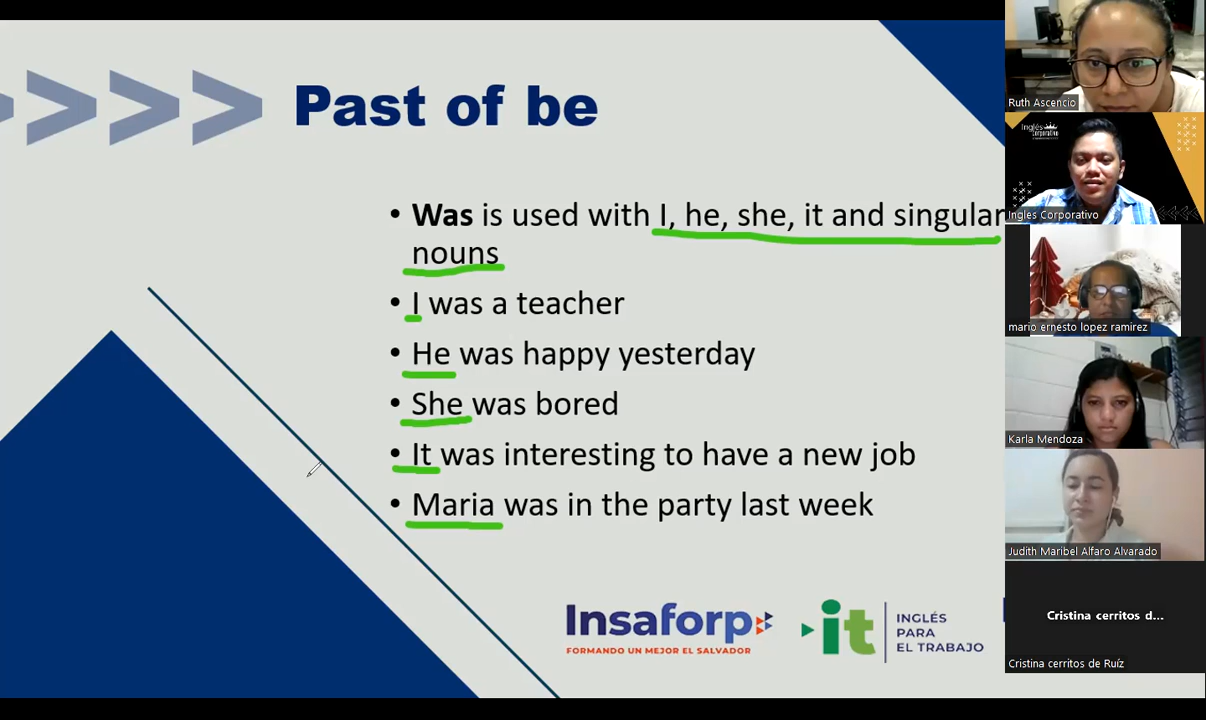 Past of be
• Was is used with I, he, she, it and singular
nouns
• I was a teacher
• He was happy yesterday
• She was bored
• It was interesting to have a new job
• Maria was in the party last week
Insaforp
FORMANDO UN MEJOR EL SALVADOR
it
INGLÉS
PARA
EL TRABAJO
Ruth Ascencio
Inglés
Corporativo
Ingles Corporativo
mario ernesto lopez ramirez
Karla Mendoza
Judith Maribel Alfaro Alvarado
Cristina cerritos d...
Cristina cerritos de Ruíz